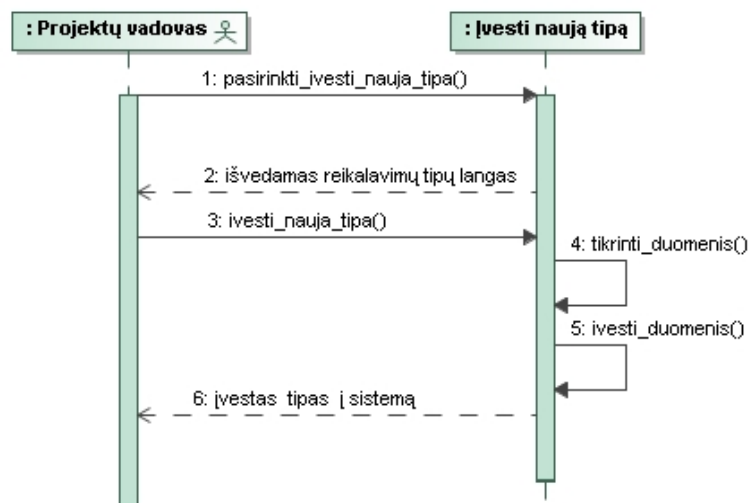 : Projektų vadovas
: Įvesti naują tipą
1: pasirinkti_ivesti_nauja_tipa()
2: išvedamas reikalavimų tipų langas
3: ivesti_nauja_tipa()
4: tikrinti_duomenis()
5: ivesti_duomenis()
6: įvestas tipas į sistemą